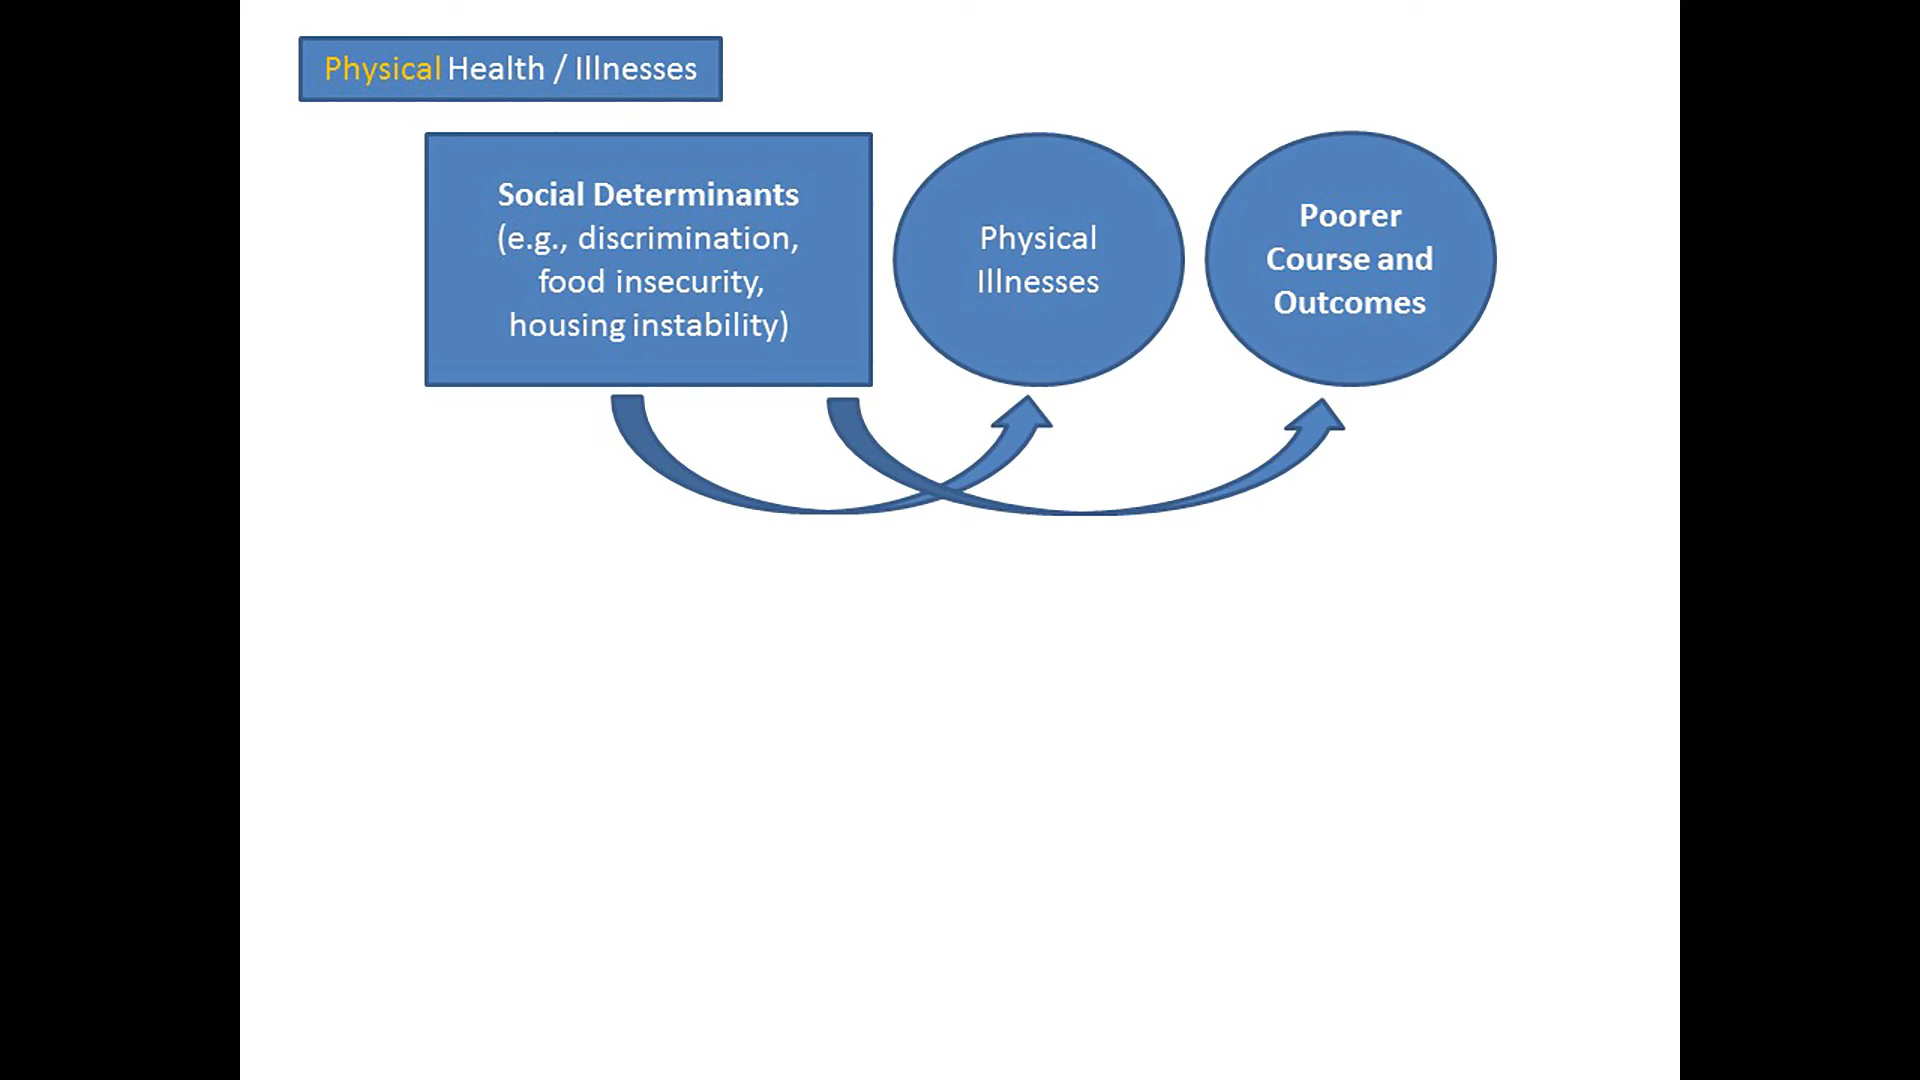 Physical Health / Illnesses
Social Determinants
(e.g., discrimination,
food insecurity,
housing instability)
Physical
Illnesses
Poorer
Course and
Outcomes